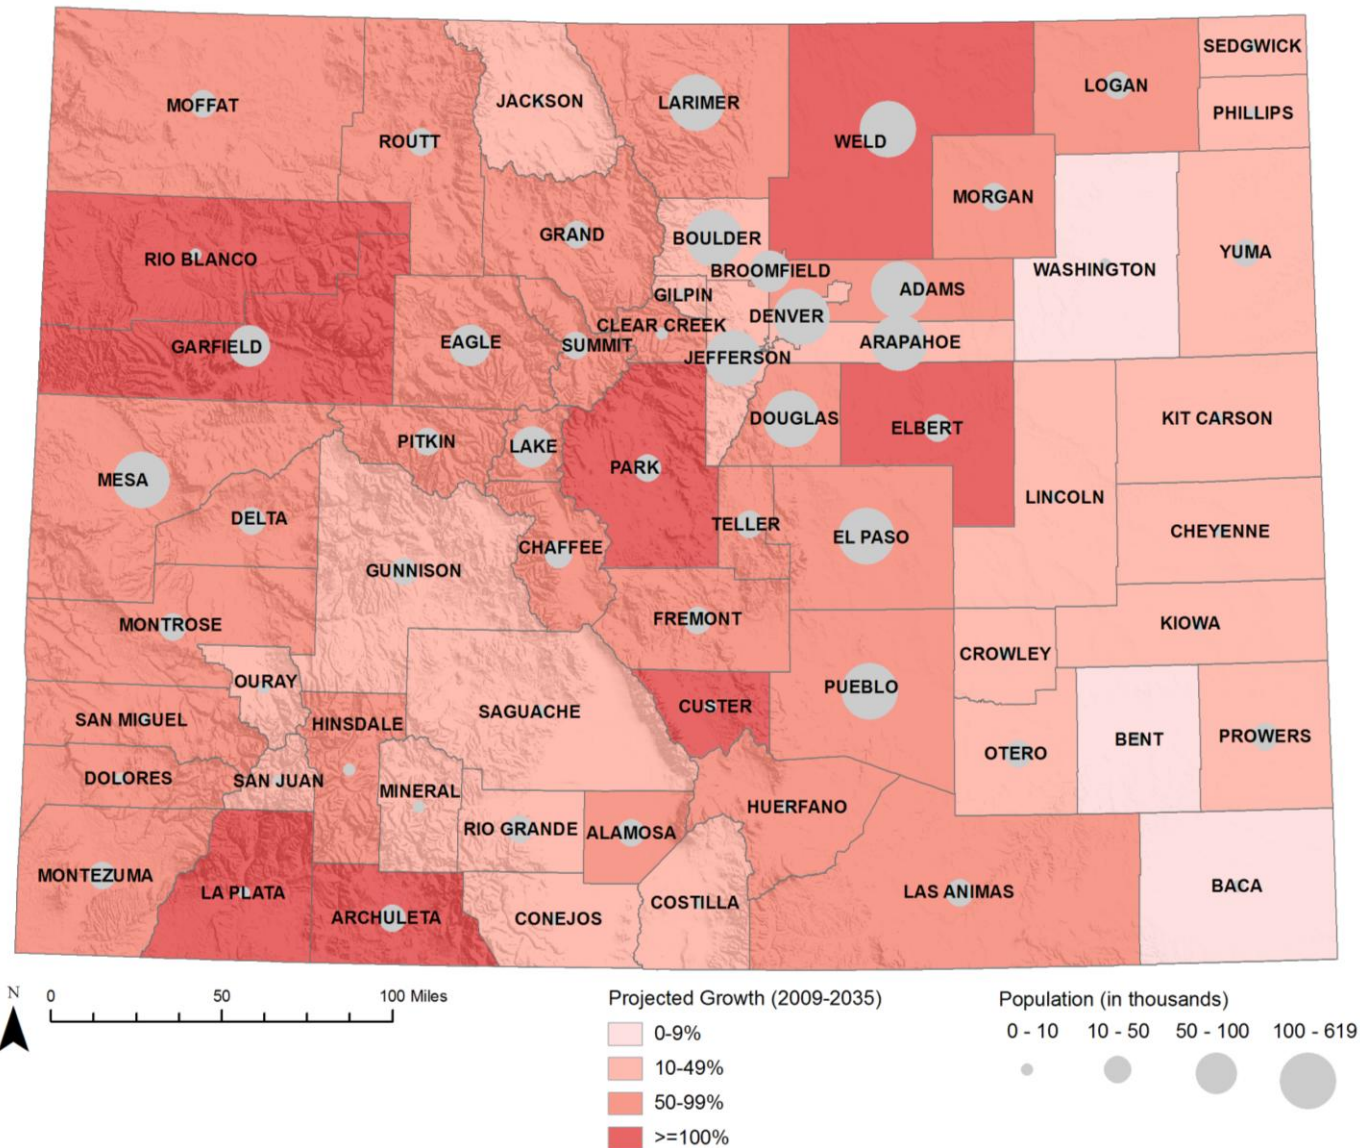 SEDGWICK
LOGAN
JACKSON
LARIMER
MOFFAT
PHILLIPS
WELD
ROUTT
MORGAN
GRAND
BOULDER
YUMA
RIO BLANCO
BROOMFIELD
WASHINGTON
ADAMS
GILPIN
DENVER
CLEAR CREEK
EAGLE
SUMMIT
ARAPAHOE
GARFIELD
JEFFERSON
DOUGLAS
KIT CARSON
ELBERT
PITKIN
LAKE
PARK
MESA
LINCOLN
DELTA
TELLER
CHEYENNE
EL PASO
CHAFFEE
GUNNISON
FREMONT
MONTROSE
KIOWA
CROWLEY
OURAY
PUEBLO
CUSTER
SAGUACHE
SAN MIGUEL
HINSDALE
PROWERS
BENT
OTERO
DOLORES
SAN JUAN
MINERAL
HUERFANO
RIO GRANDE
ALAMOSA
MONTEZUMA
LA PLATA
LAS ANIMAS
BACA
COSTILLA
ARCHULETA
CONEJOS
N
0 50 100 Miles
Projected Growth (2009-2035)
0-9%
10-49%
50-99%
>=100%
Population (in thousands)
0 - 10 10 - 50 50 - 100 100 - 619